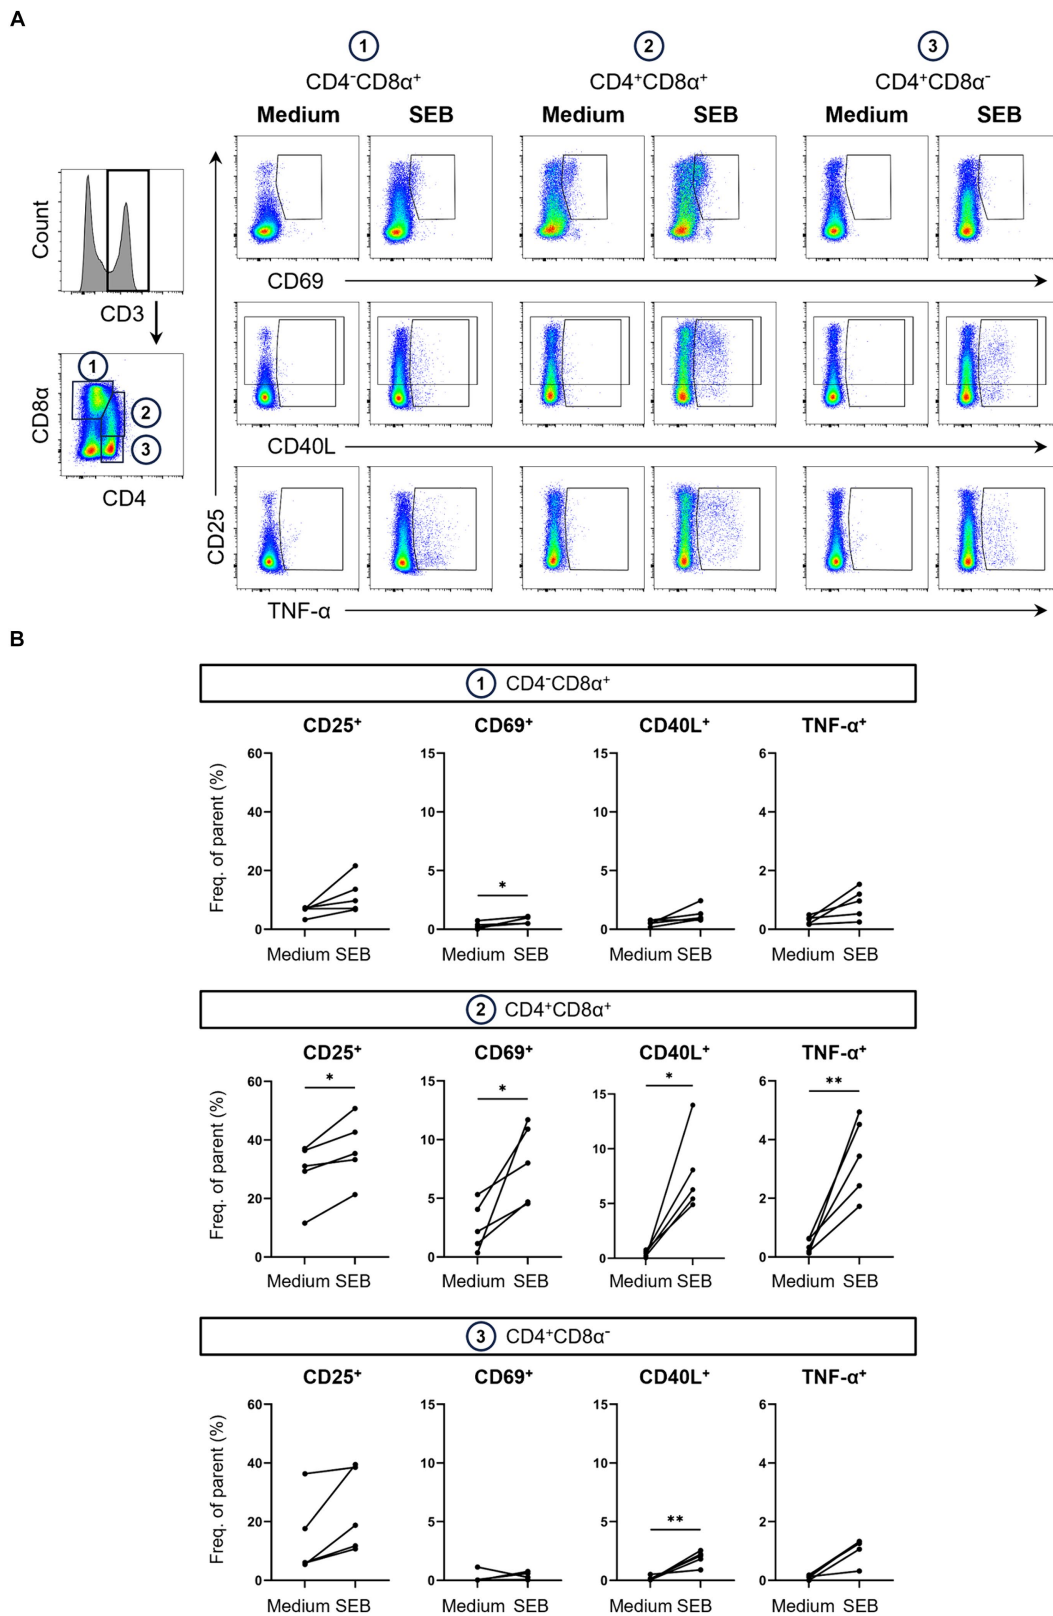 A
① ② ③
CD4⁻CD8α⁺ CD4⁺CD8α⁺ CD4⁺CD8α⁻
Medium SEB Medium SEB Medium SEB
Count
CD3
CD69
①
②
③
CD8α
CD4
CD40L
CD25
TNF-α
B
① CD4⁻CD8α⁺
CD25⁺ CD69⁺ CD40L⁺ TNF-α⁺
Freq. of parent (%)
60 15 15 6
40 10 10 4
20 5 5 2
*
0 0 0 0
Medium SEB Medium SEB Medium SEB Medium SEB
② CD4⁺CD8α⁺
CD25⁺ CD69⁺ CD40L⁺ TNF-α⁺
* * * **
Freq. of parent (%)
60 15 15 6
40 10 10 4
20 5 5 2
0 0 0 0
Medium SEB Medium SEB Medium SEB Medium SEB
③ CD4⁺CD8α⁻
CD25⁺ CD69⁺ CD40L⁺ TNF-α⁺
Freq. of parent (%)
60 15 15 6
40 10 10 4
20 5 5 2
**
0 0 0 0
Medium SEB Medium SEB Medium SEB Medium SEB